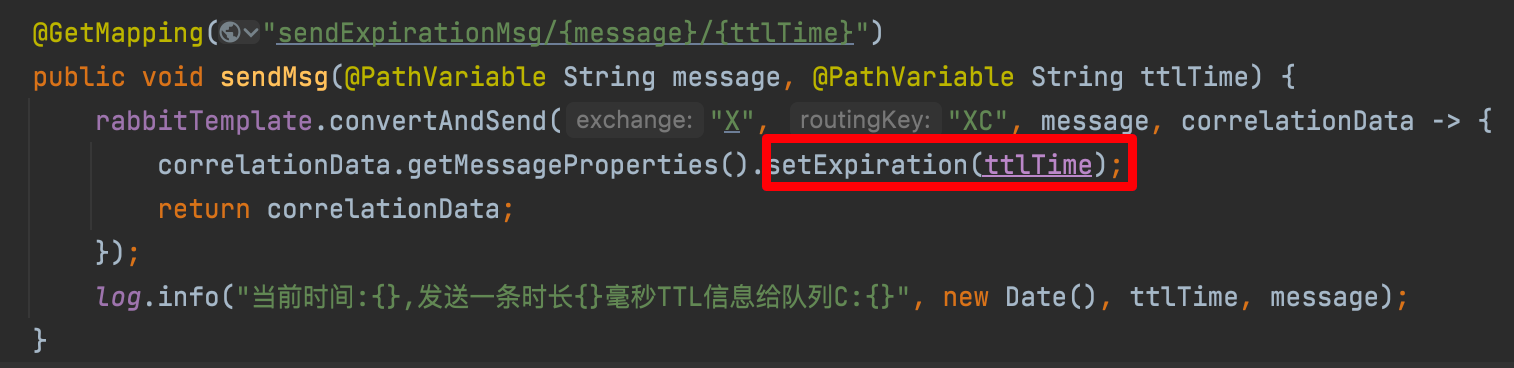 @GetMapping("sendExpirationMsg/{message}/{ttlTime}")
public void sendMsg(@PathVariable String message, @PathVariable String ttlTime) {
rabbitTemplate.convertAndSend( exchange: "X", routingKey: "XC", message, correlationData -> {
correlationData.getMessageProperties().setExpiration(ttlTime);
return correlationData;
});
log.info("当前时间:{},发送一条时长{}毫秒TTL信息给队列C:{}", new Date(), ttlTime, message);
}